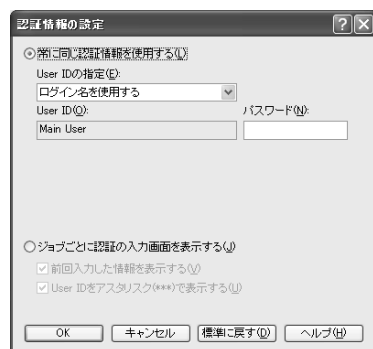 認証情報の設定
常に同じ認証情報を使用する(L)
User IDの指定(E):
ログイン名を使用する
User ID(O): パスワード(N):
Main User
ジョブごとに認証の入力画面を表示する(J)
前回入力した情報を表示する(V)
User IDをアスタリスク(***)で表示する(U)
OK キャンセル 標準に戻す(D) ヘルプ(H)